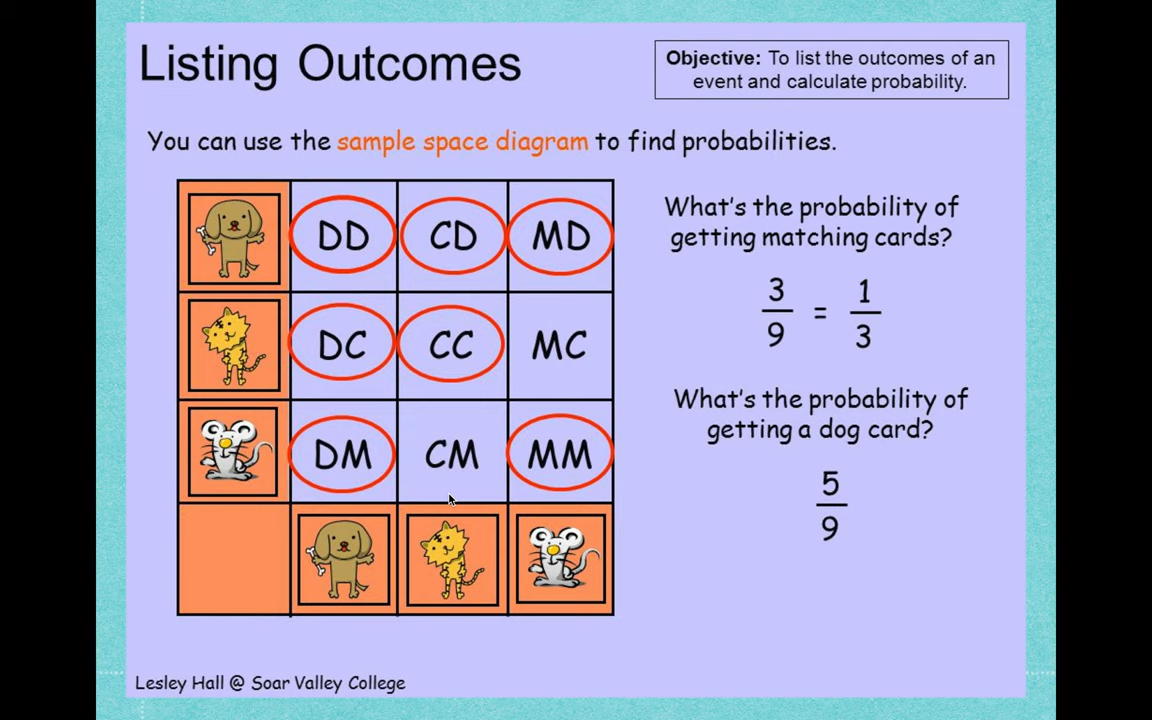 Listing Outcomes
Objective: To list the outcomes of an
event and calculate probability.
You can use the sample space diagram to find probabilities.
DD CD MD
DC CC MC
DM CM MM
What's the probability of
getting matching cards?
3/9 = 1/3
What's the probability of
getting a dog card?
5/9
Lesley Hall @ Soar Valley College